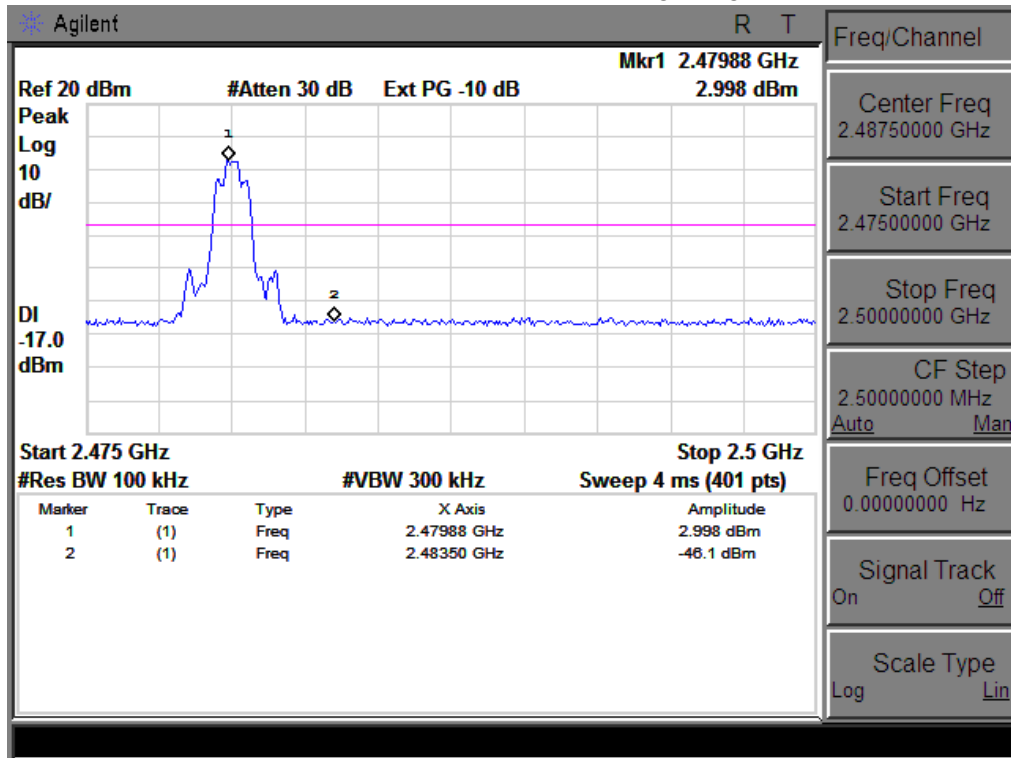 Agilent R T
Mkr1 2.47988 GHz
Ref 20 dBm #Atten 30 dB Ext PG -10 dB 2.998 dBm
Peak
Log
10
dB/
1
2
DI
-17.0
dBm
Start 2.475 GHz Stop 2.5 GHz
#Res BW 100 kHz #VBW 300 kHz Sweep 4 ms (401 pts)
Marker Trace Type X Axis Amplitude
1 (1) Freq 2.47988 GHz 2.998 dBm
2 (1) Freq 2.48350 GHz -46.1 dBm
Freq/Channel
Center Freq
2.48750000 GHz
Start Freq
2.47500000 GHz
Stop Freq
2.50000000 GHz
CF Step
2.50000000 MHz
Auto Man
Freq Offset
0.00000000 Hz
Signal Track
On Off
Scale Type
Log Lin